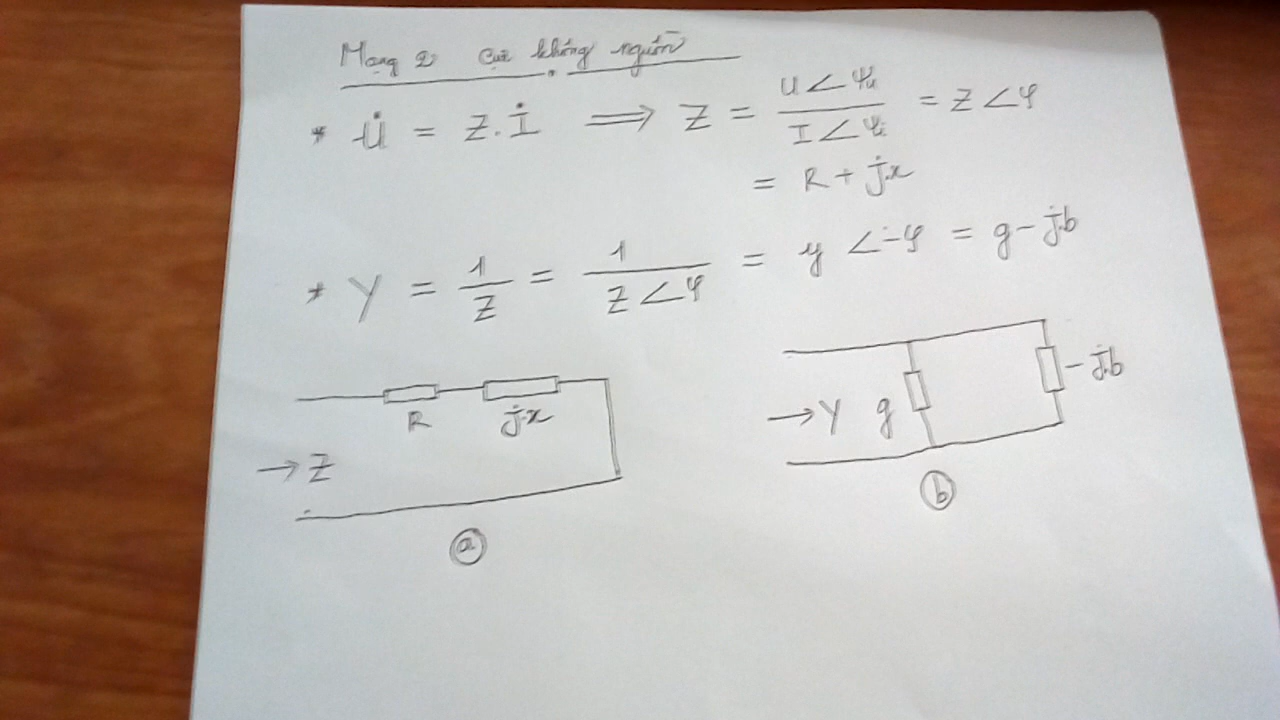 Mạng 2 cực không nguồn
* U̇ = Z.İ ⟹ Z = U∠Ψu / I∠Ψi = Z∠φ
= R + jx
* Y = 1/Z = 1/Z∠φ = y∠-φ = g - jb
R jx
→ Z
ⓐ
→ Y g -jb
ⓑ